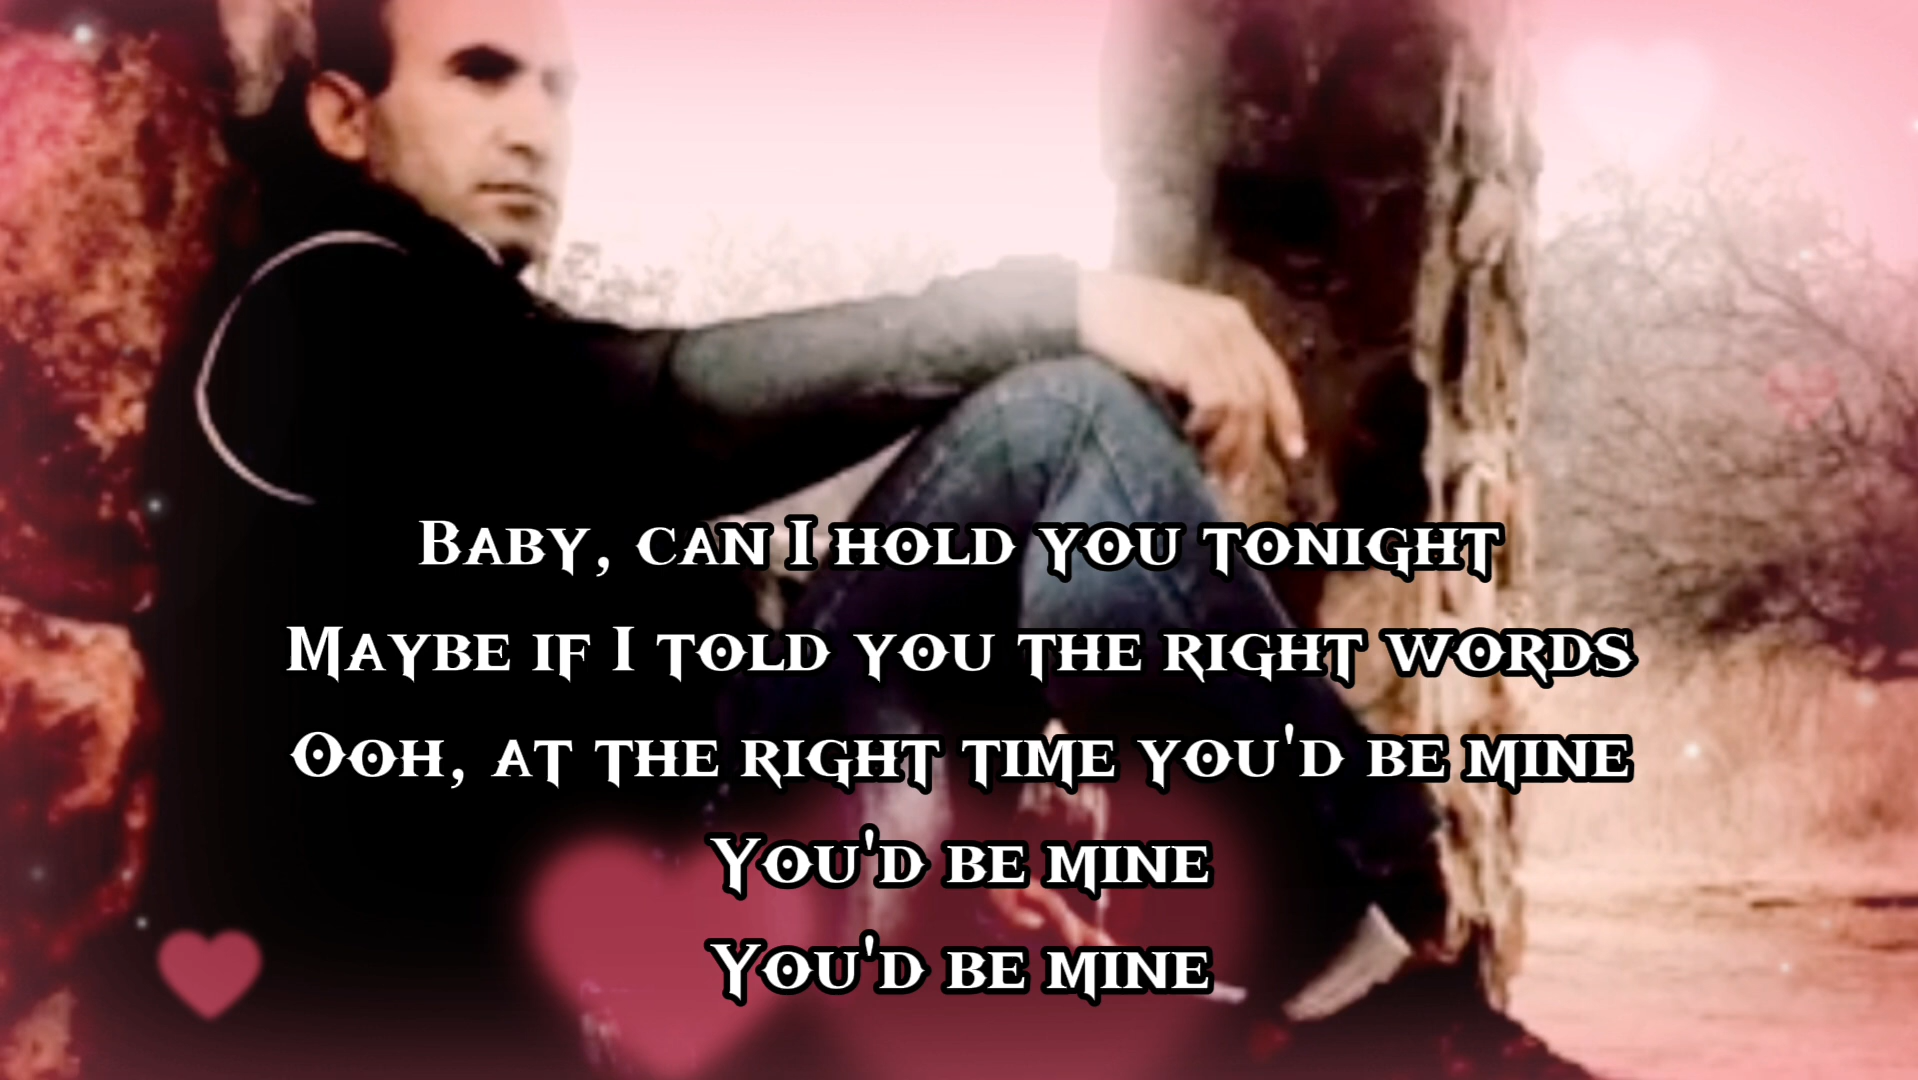 Baby, can I hold you tonight
Maybe if I told you the right words
Ooh, at the right time you'd be mine
You'd be mine
You'd be mine